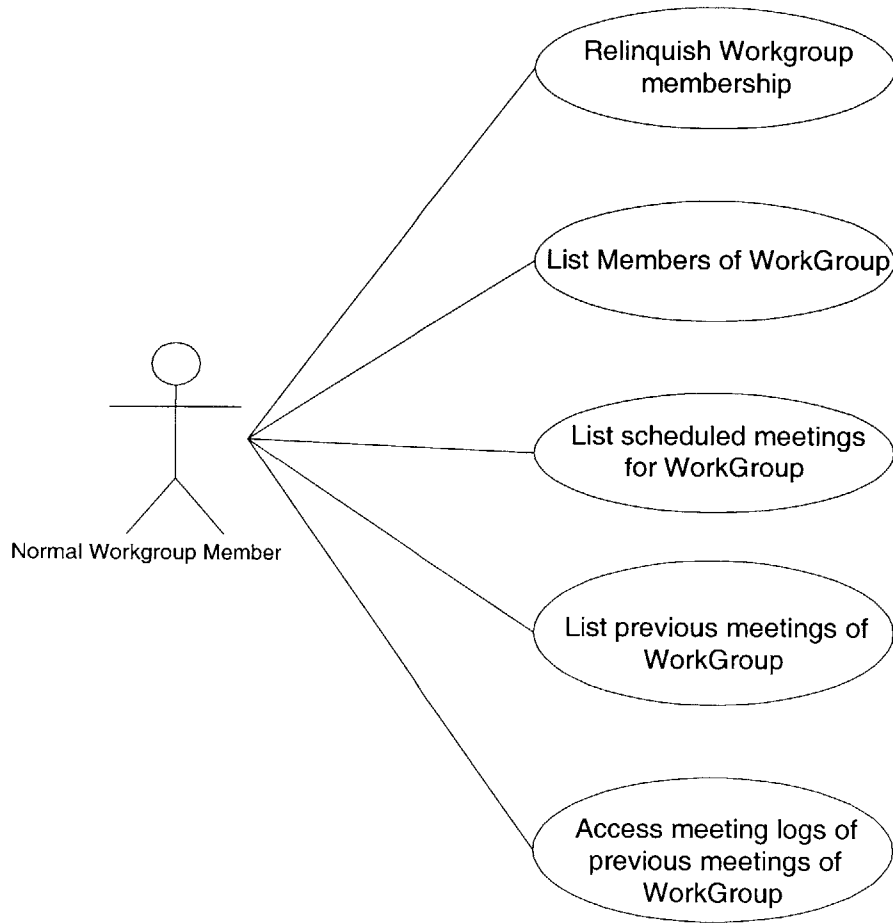 Relinquish Workgroup
membership
List Members of WorkGroup
List scheduled meetings
for WorkGroup
Normal Workgroup Member
List previous meetings of
WorkGroup
Access meeting logs of
previous meetings of
WorkGroup